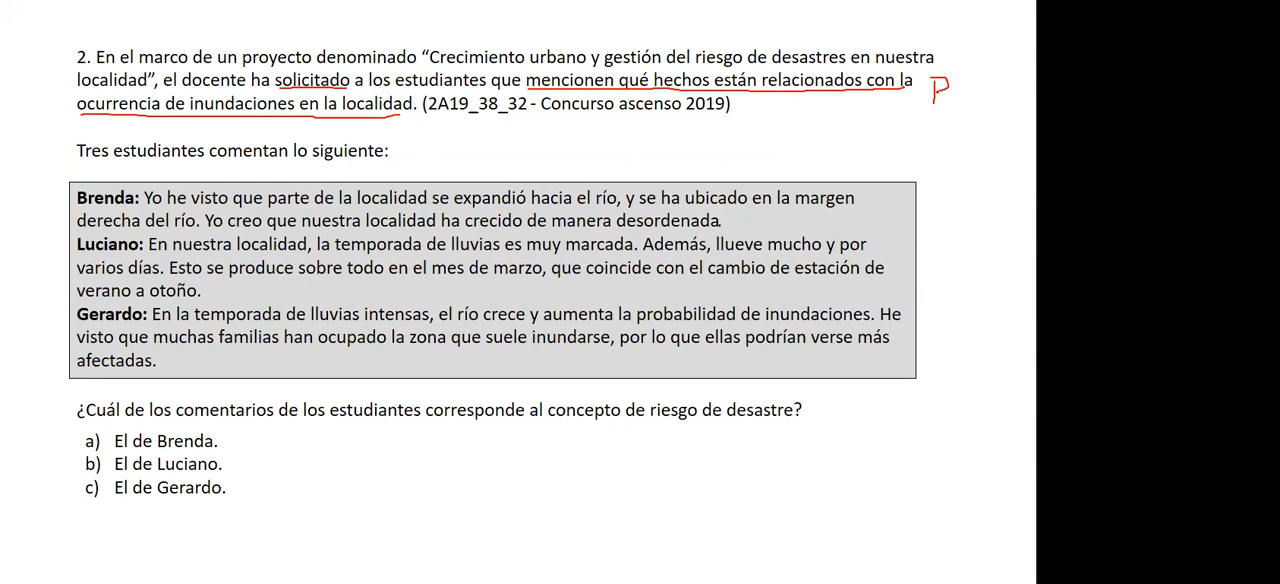 2. En el marco de un proyecto denominado “Crecimiento urbano y gestión del riesgo de desastres en nuestra
localidad”, el docente ha solicitado a los estudiantes que mencionen qué hechos están relacionados con la
P
ocurrencia de inundaciones en la localidad. (2A19_38_32 - Concurso ascenso 2019)
Tres estudiantes comentan lo siguiente:
Brenda: Yo he visto que parte de la localidad se expandió hacia el río, y se ha ubicado en la margen
derecha del río. Yo creo que nuestra localidad ha crecido de manera desordenada.
Luciano: En nuestra localidad, la temporada de lluvias es muy marcada. Además, llueve mucho y por
varios días. Esto se produce sobre todo en el mes de marzo, que coincide con el cambio de estación de
verano a otoño.
Gerardo: En la temporada de lluvias intensas, el río crece y aumenta la probabilidad de inundaciones. He
visto que muchas familias han ocupado la zona que suele inundarse, por lo que ellas podrían verse más
afectadas.
¿Cuál de los comentarios de los estudiantes corresponde al concepto de riesgo de desastre?
a) El de Brenda.
b) El de Luciano.
c) El de Gerardo.